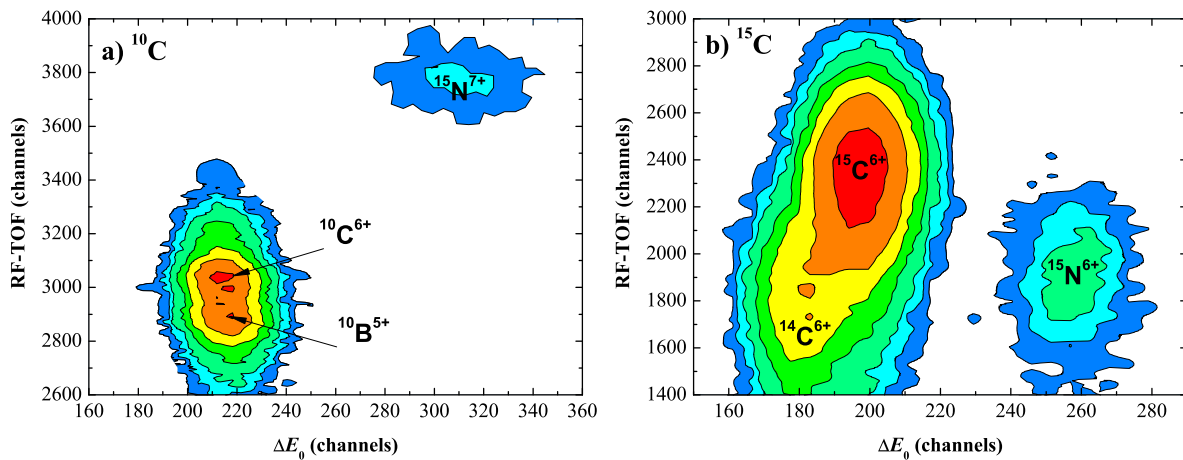 a) ¹⁰C
RF-TOF (channels)
4000
3800
3600
3400
3200
3000
2800
2600
¹⁵N⁷⁺
¹⁰C⁶⁺
¹⁰B⁵⁺
160 180 200 220 240 260 280 300 320 340 360
ΔE₀ (channels)
b) ¹⁵C
RF-TOF (channels)
3000
2800
2600
2400
2200
2000
1800
1600
1400
¹⁵C⁶⁺
¹⁵N⁶⁺
¹⁴C⁶⁺
160 180 200 220 240 260 280
ΔE₀ (channels)